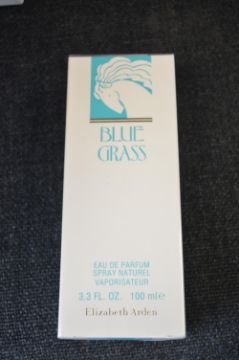 BLUE
GRASS
EAU DE PARFUM
SPRAY NATUREL
VAPORISATEUR
3.3 FL. OZ. 100 ml e
Elizabeth Arden